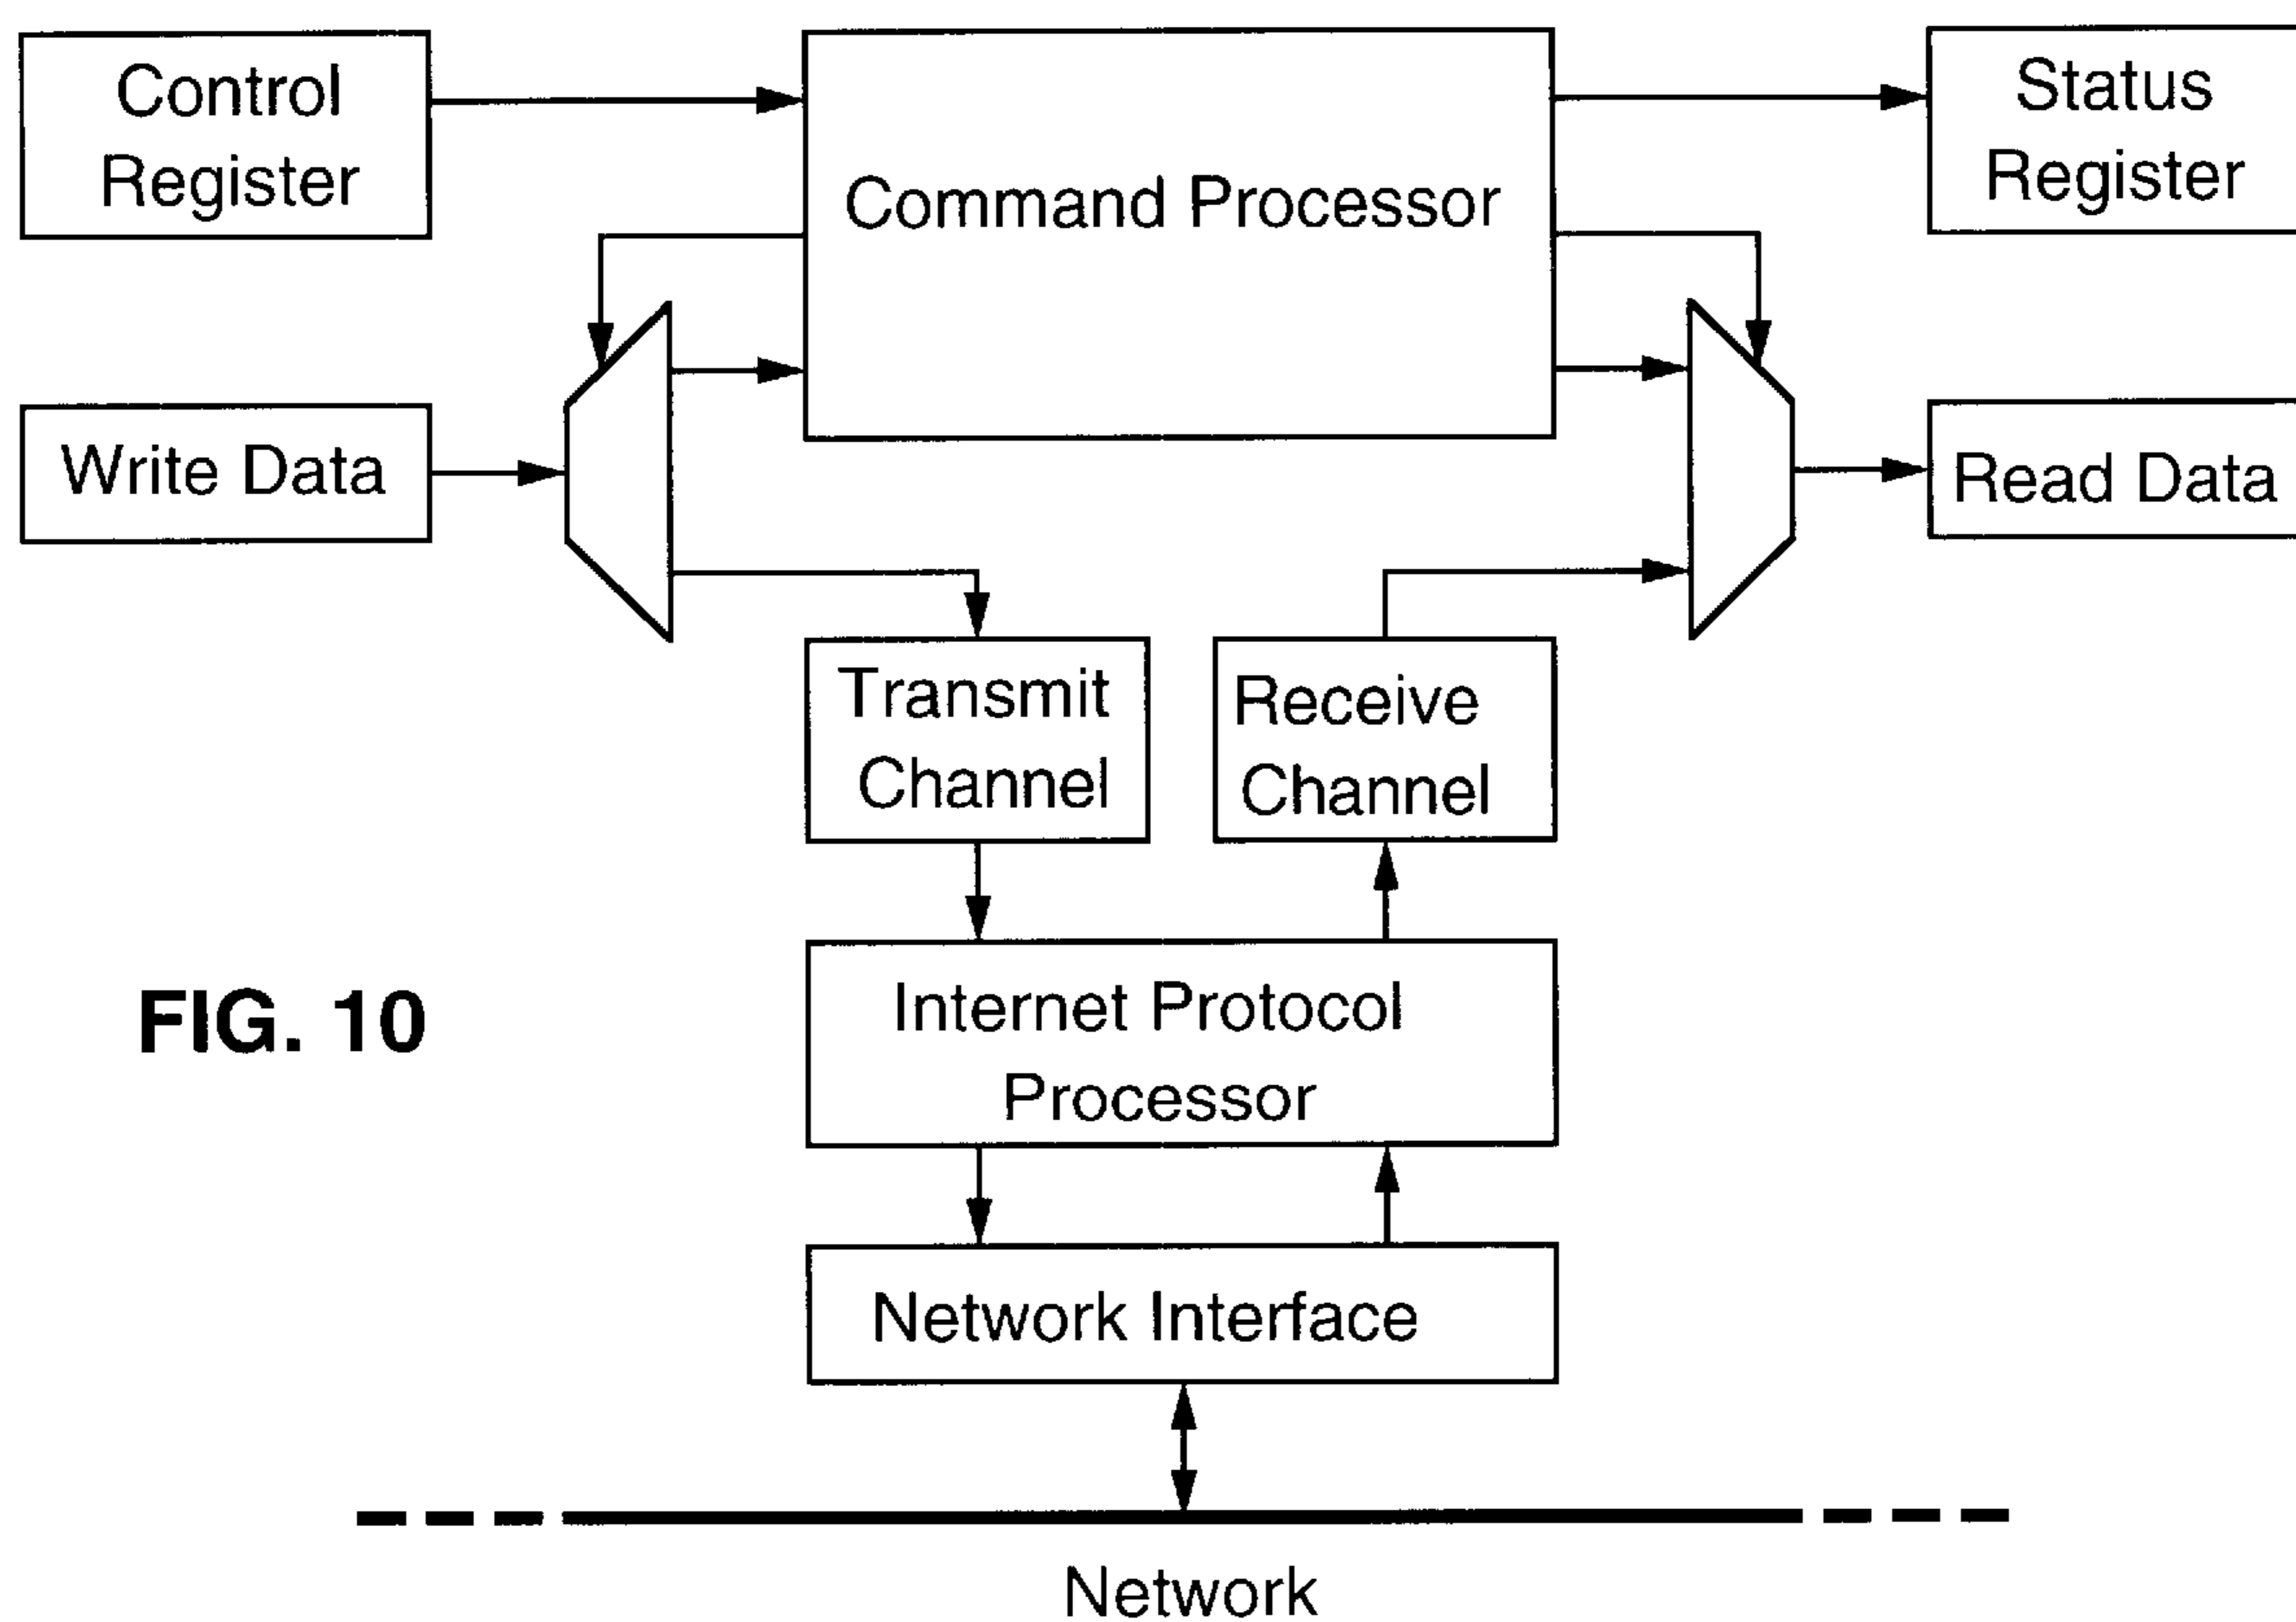 Control
Register
Command Processor
Status
Register
Write Data
Read Data
Transmit
Channel
Receive
Channel
Internet Protocol
Processor
FIG. 10
Network Interface
Network